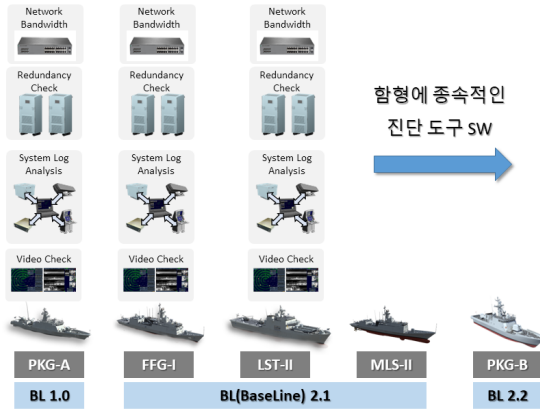 Network
Bandwidth
Network
Bandwidth
Network
Bandwidth
Redundancy
Check
Redundancy
Check
Redundancy
Check
함형에 종속적인
진단 도구 SW
System Log
Analysis
System Log
Analysis
System Log
Analysis
Video Check
Video Check
Video Check
PKG-A
FFG-I
LST-II
MLS-II
PKG-B
BL 1.0
BL(BaseLine) 2.1
BL 2.2